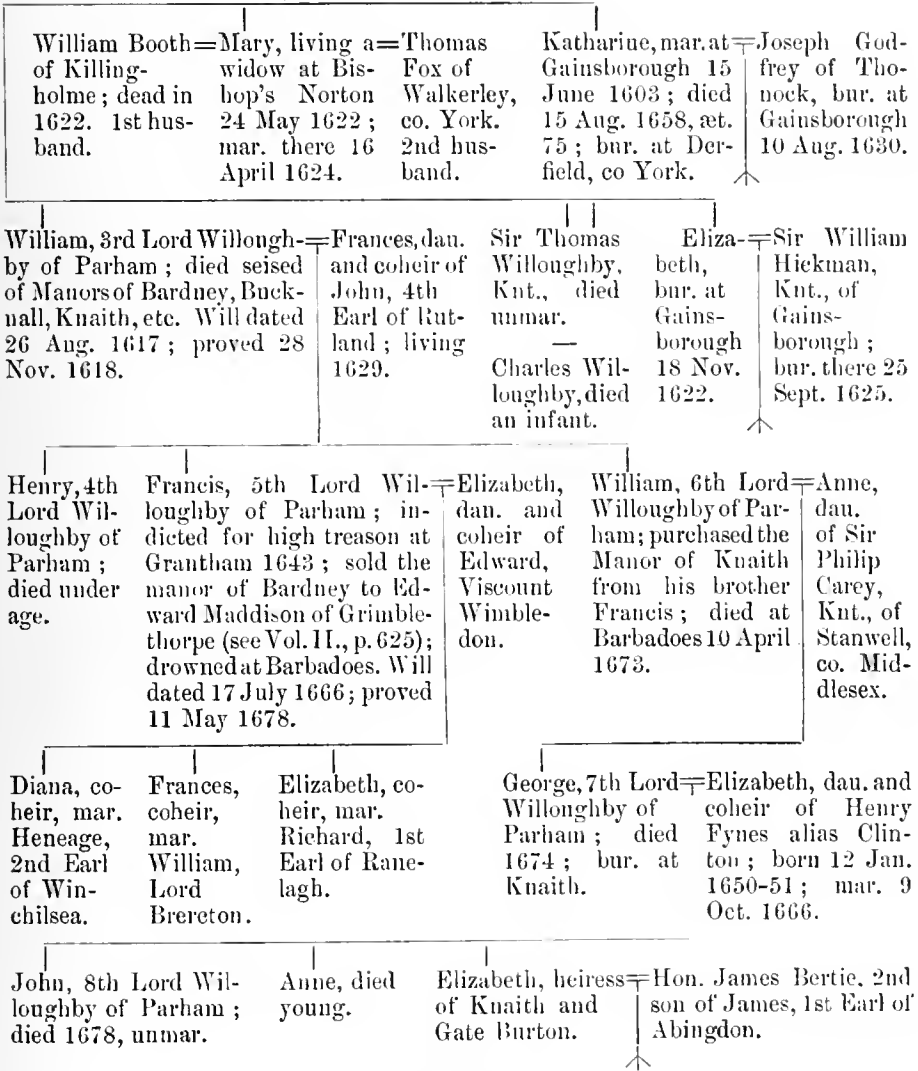 William Booth=
of Killing-
holme ; dead in
1622. 1st hus-
band.
Mary, living a=
widow at Bis-
hop's Norton
24 May 1622 ;
mar. there 16
April 1624.
Thomas
Fox of
Walkerley,
co. York.
2nd hus-
band.
Katharine, mar. at=
Gainsborough 15
June 1603 ; died
15 Aug. 1658, æt.
75 ; bur. at Der-
field, co York.
Joseph God-
frey of Tho-
nock, bur. at
Gainsborough
10 Aug. 1630.
William, 3rd Lord Willough-=
by of Parham ; died seised
of Manors of Bardney, Buck-
nall, Knaith, etc. Will dated
26 Aug. 1617 ; proved 28
Nov. 1618.
Frances, dau.
and coheir of
John, 4th
Earl of Rut-
land ; living
1629.
Sir Thomas
Willoughby,
Knt., died
unmar.
—
Charles Wil-
loughby, died
an infant.
Eliza-=
beth,
bur. at
Gains-
borough
18 Nov.
1622.
Sir William
Hickman,
Knt., of
Gains-
borough ;
bur. there 25
Sept. 1625.
Henry, 4th
Lord Wil-
loughby of
Parham ;
died under
age.
Francis, 5th Lord Wil-=
loughby of Parham ; in-
dicted for high treason at
Grantham 1643 ; sold the
manor of Bardney to Ed-
ward Maddison of Grimble-
thorpe (see Vol. II., p. 625);
drowned at Barbadoes. Will
dated 17 July 1666 ; proved
11 May 1678.
Elizabeth,
dan. and
coheir of
Edward,
Viscount
Wimble-
don.
William, 6th Lord=
Willoughby of Par-
ham; purchased the
Manor of Knaith
from his brother
Francis ; died at
Barbadoes 10 April
1673.
Anne,
dau.
of Sir
Philip
Carey,
Knt., of
Stanwell,
co. Mid-
dlesex.
Diana, co-
heir, mar.
Heneage,
2nd Earl
of Win-
chilsea.
Frances,
coheir,
mar.
William,
Lord
Brereton.
Elizabeth, co-
heir, mar.
Richard, 1st
Earl of Rane-
lagh.
George, 7th Lord=
Willoughby of
Parham ; died
1674 ; bur. at
Knaith.
Elizabeth, dau. and
coheir of Henry
Fynes alias Clin-
ton ; born 12 Jan.
1650-51 ; mar. 9
Oct. 1666.
John, 8th Lord Wil-
loughby of Parham ;
died 1678, unmar.
Anne, died
young.
Elizabeth, heiress=
of Knaith and
Gate Burton.
Hon. James Bertie, 2nd
son of James, 1st Earl of
Abingdon.